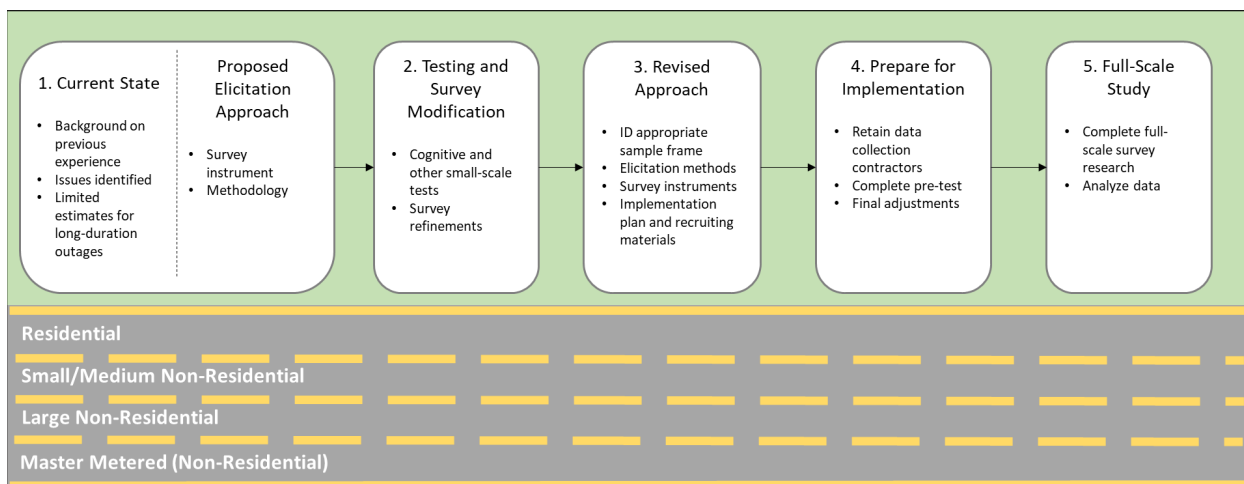 1. Current State
• Background on
previous
experience
• Issues identified
• Limited
estimates for
long-duration
outages
Proposed
Elicitation
Approach
• Survey
instrument
• Methodology
2. Testing and
Survey
Modification
• Cognitive and
other small-scale
tests
• Survey
refinements
3. Revised
Approach
• ID appropriate
sample frame
• Elicitation methods
• Survey instruments
• Implementation
plan and recruiting
materials
4. Prepare for
Implementation
• Retain data
collection
contractors
• Complete pre-test
• Final adjustments
5. Full-Scale
Study
• Complete full-
scale survey
research
• Analyze data
Residential
Small/Medium Non-Residential
Large Non-Residential
Master Metered (Non-Residential)